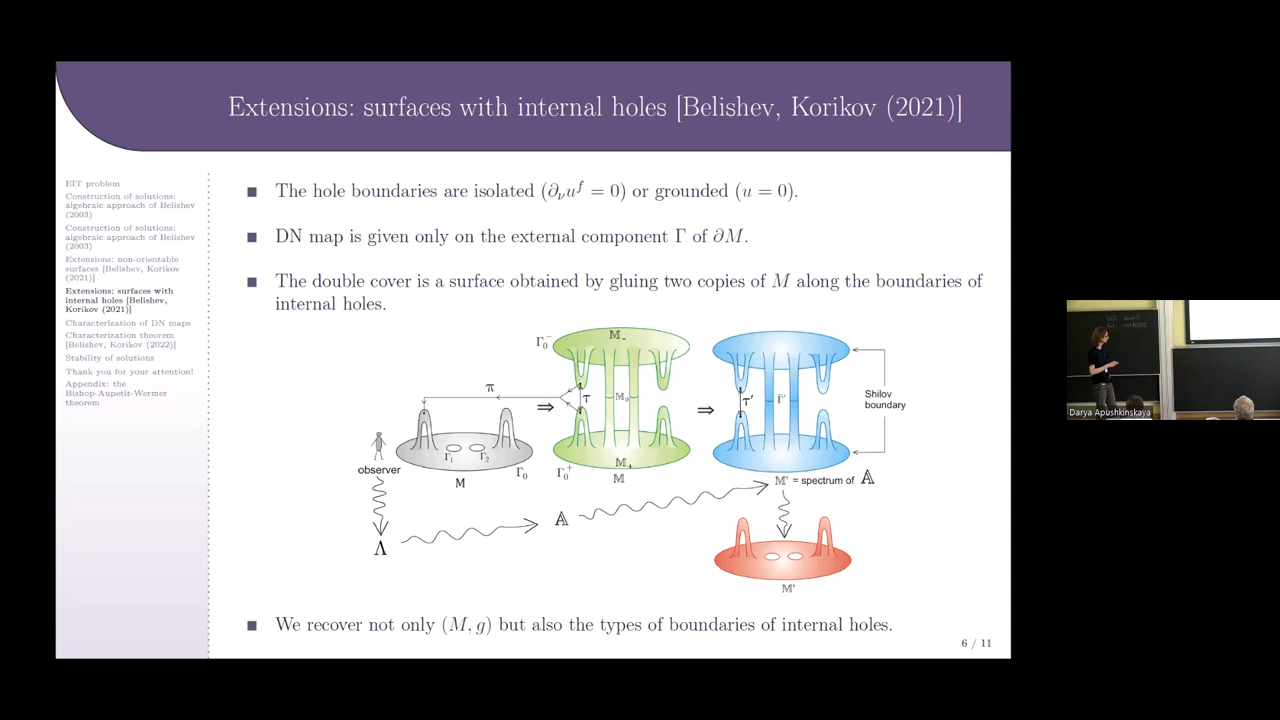 Extensions: surfaces with internal holes [Belishev, Korikov (2021)]
EIT problem
Construction of solutions:
algebraic approach of Belishev
(2003)
Construction of solutions:
algebraic approach of Belishev
(2003)
Extensions: non-orientable
surfaces [Belishev, Korikov
(2021)]
Extensions: surfaces with
internal holes [Belishev,
Korikov (2021)]
Characterization of DN maps
Characterization theorem
[Belishev, Korikov (2022)]
Stability of solutions
Thank you for your attention!
Appendix: the
Bishop-Aupetit-Wermer
theorem
■ The hole boundaries are isolated (∂νu^f = 0) or grounded (u = 0).
■ DN map is given only on the external component Γ of ∂M.
■ The double cover is a surface obtained by gluing two copies of M along the boundaries of
internal holes.
π
⇒
⇒
Γ₀⁻
𝕄₋
τ
𝕄₀
Γ₀⁺
𝕄₊
𝕄
τ′
Γ̃′
Shilov
boundary
observer
Γ₁
Γ₂
Γ₀
M
𝕄′ = spectrum of 𝔸
Λ
𝔸
M′
■ We recover not only (M, g) but also the types of boundaries of internal holes.
6 / 11
Darya Apushkinskaya